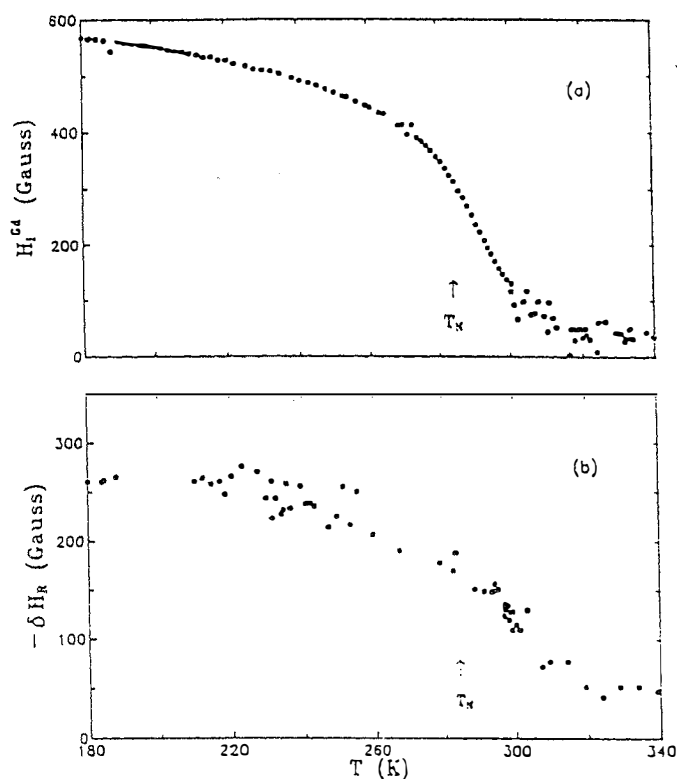 600
400
200
0
H_I^Gd (Gauss)
(a)
↑
T_N
300
200
100
0
−δH_R (Gauss)
(b)
↑
T_N
180
220
260
300
340
T (K)